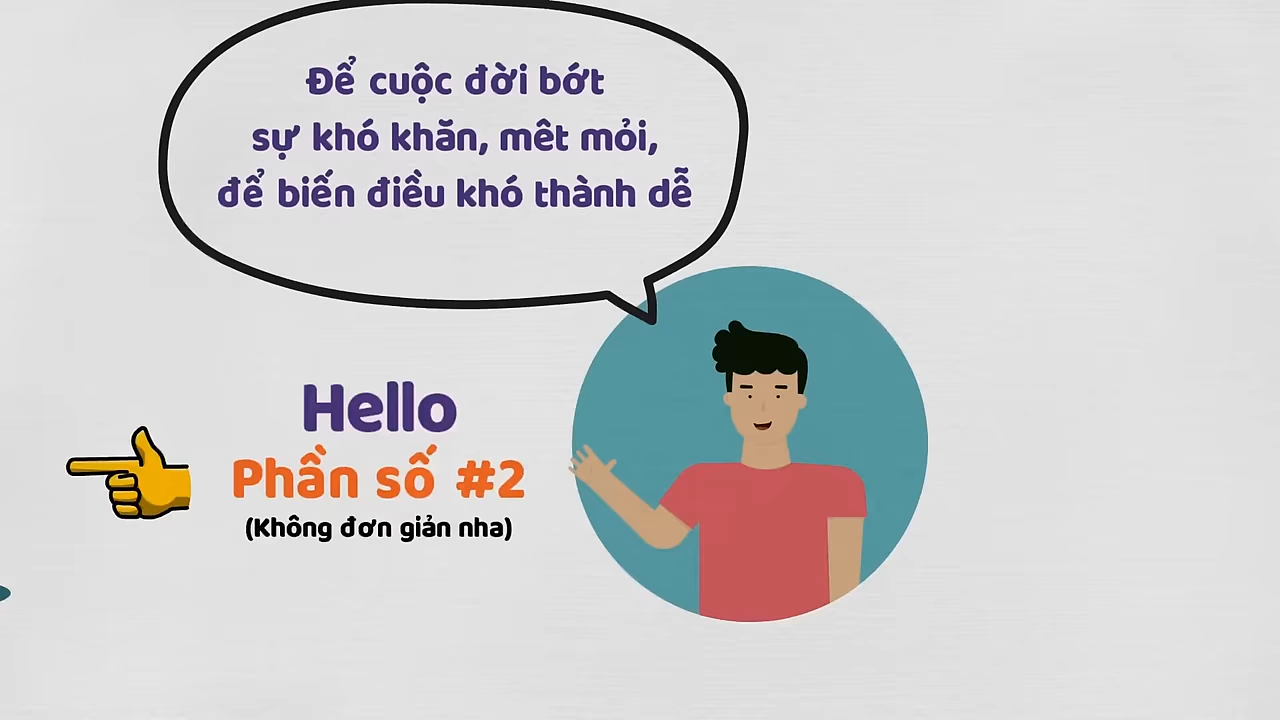 Để cuộc đời bớt
sự khó khăn, mêt mỏi,
để biến điều khó thành dễ
Hello
Phần số #2
(Không đơn giản nha)